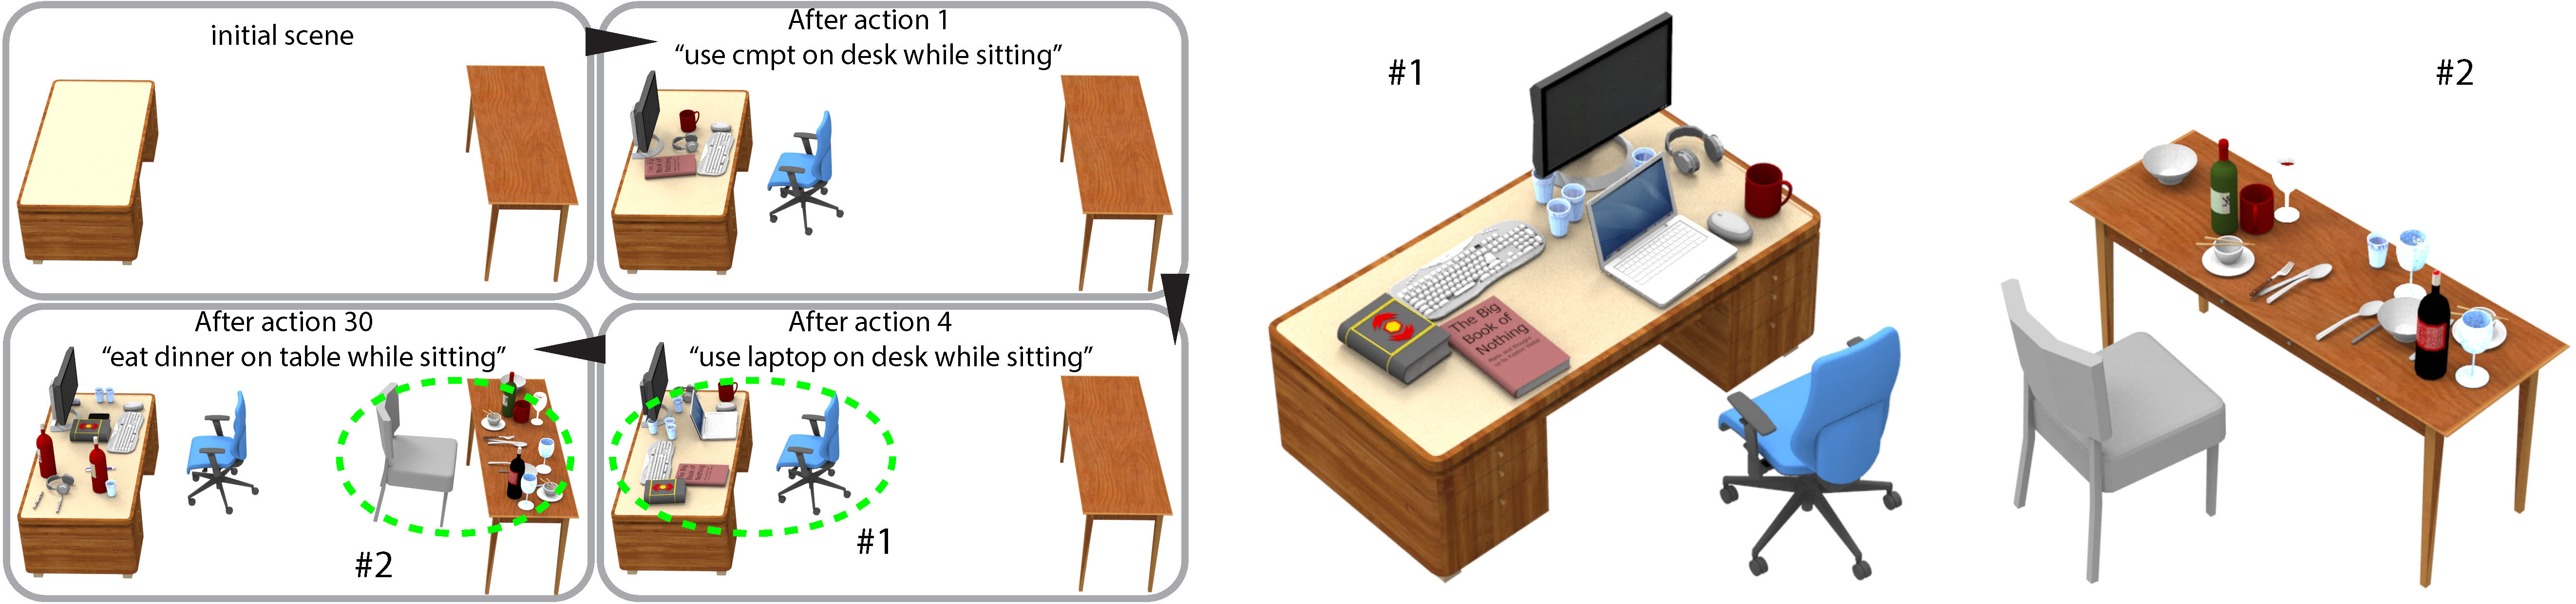 initial scene
After action 1
“use cmpt on desk while sitting”
After action 30
“eat dinner on table while sitting”
#2
After action 4
“use laptop on desk while sitting”
#1
#1
The Big
Book of
Nothing
#2